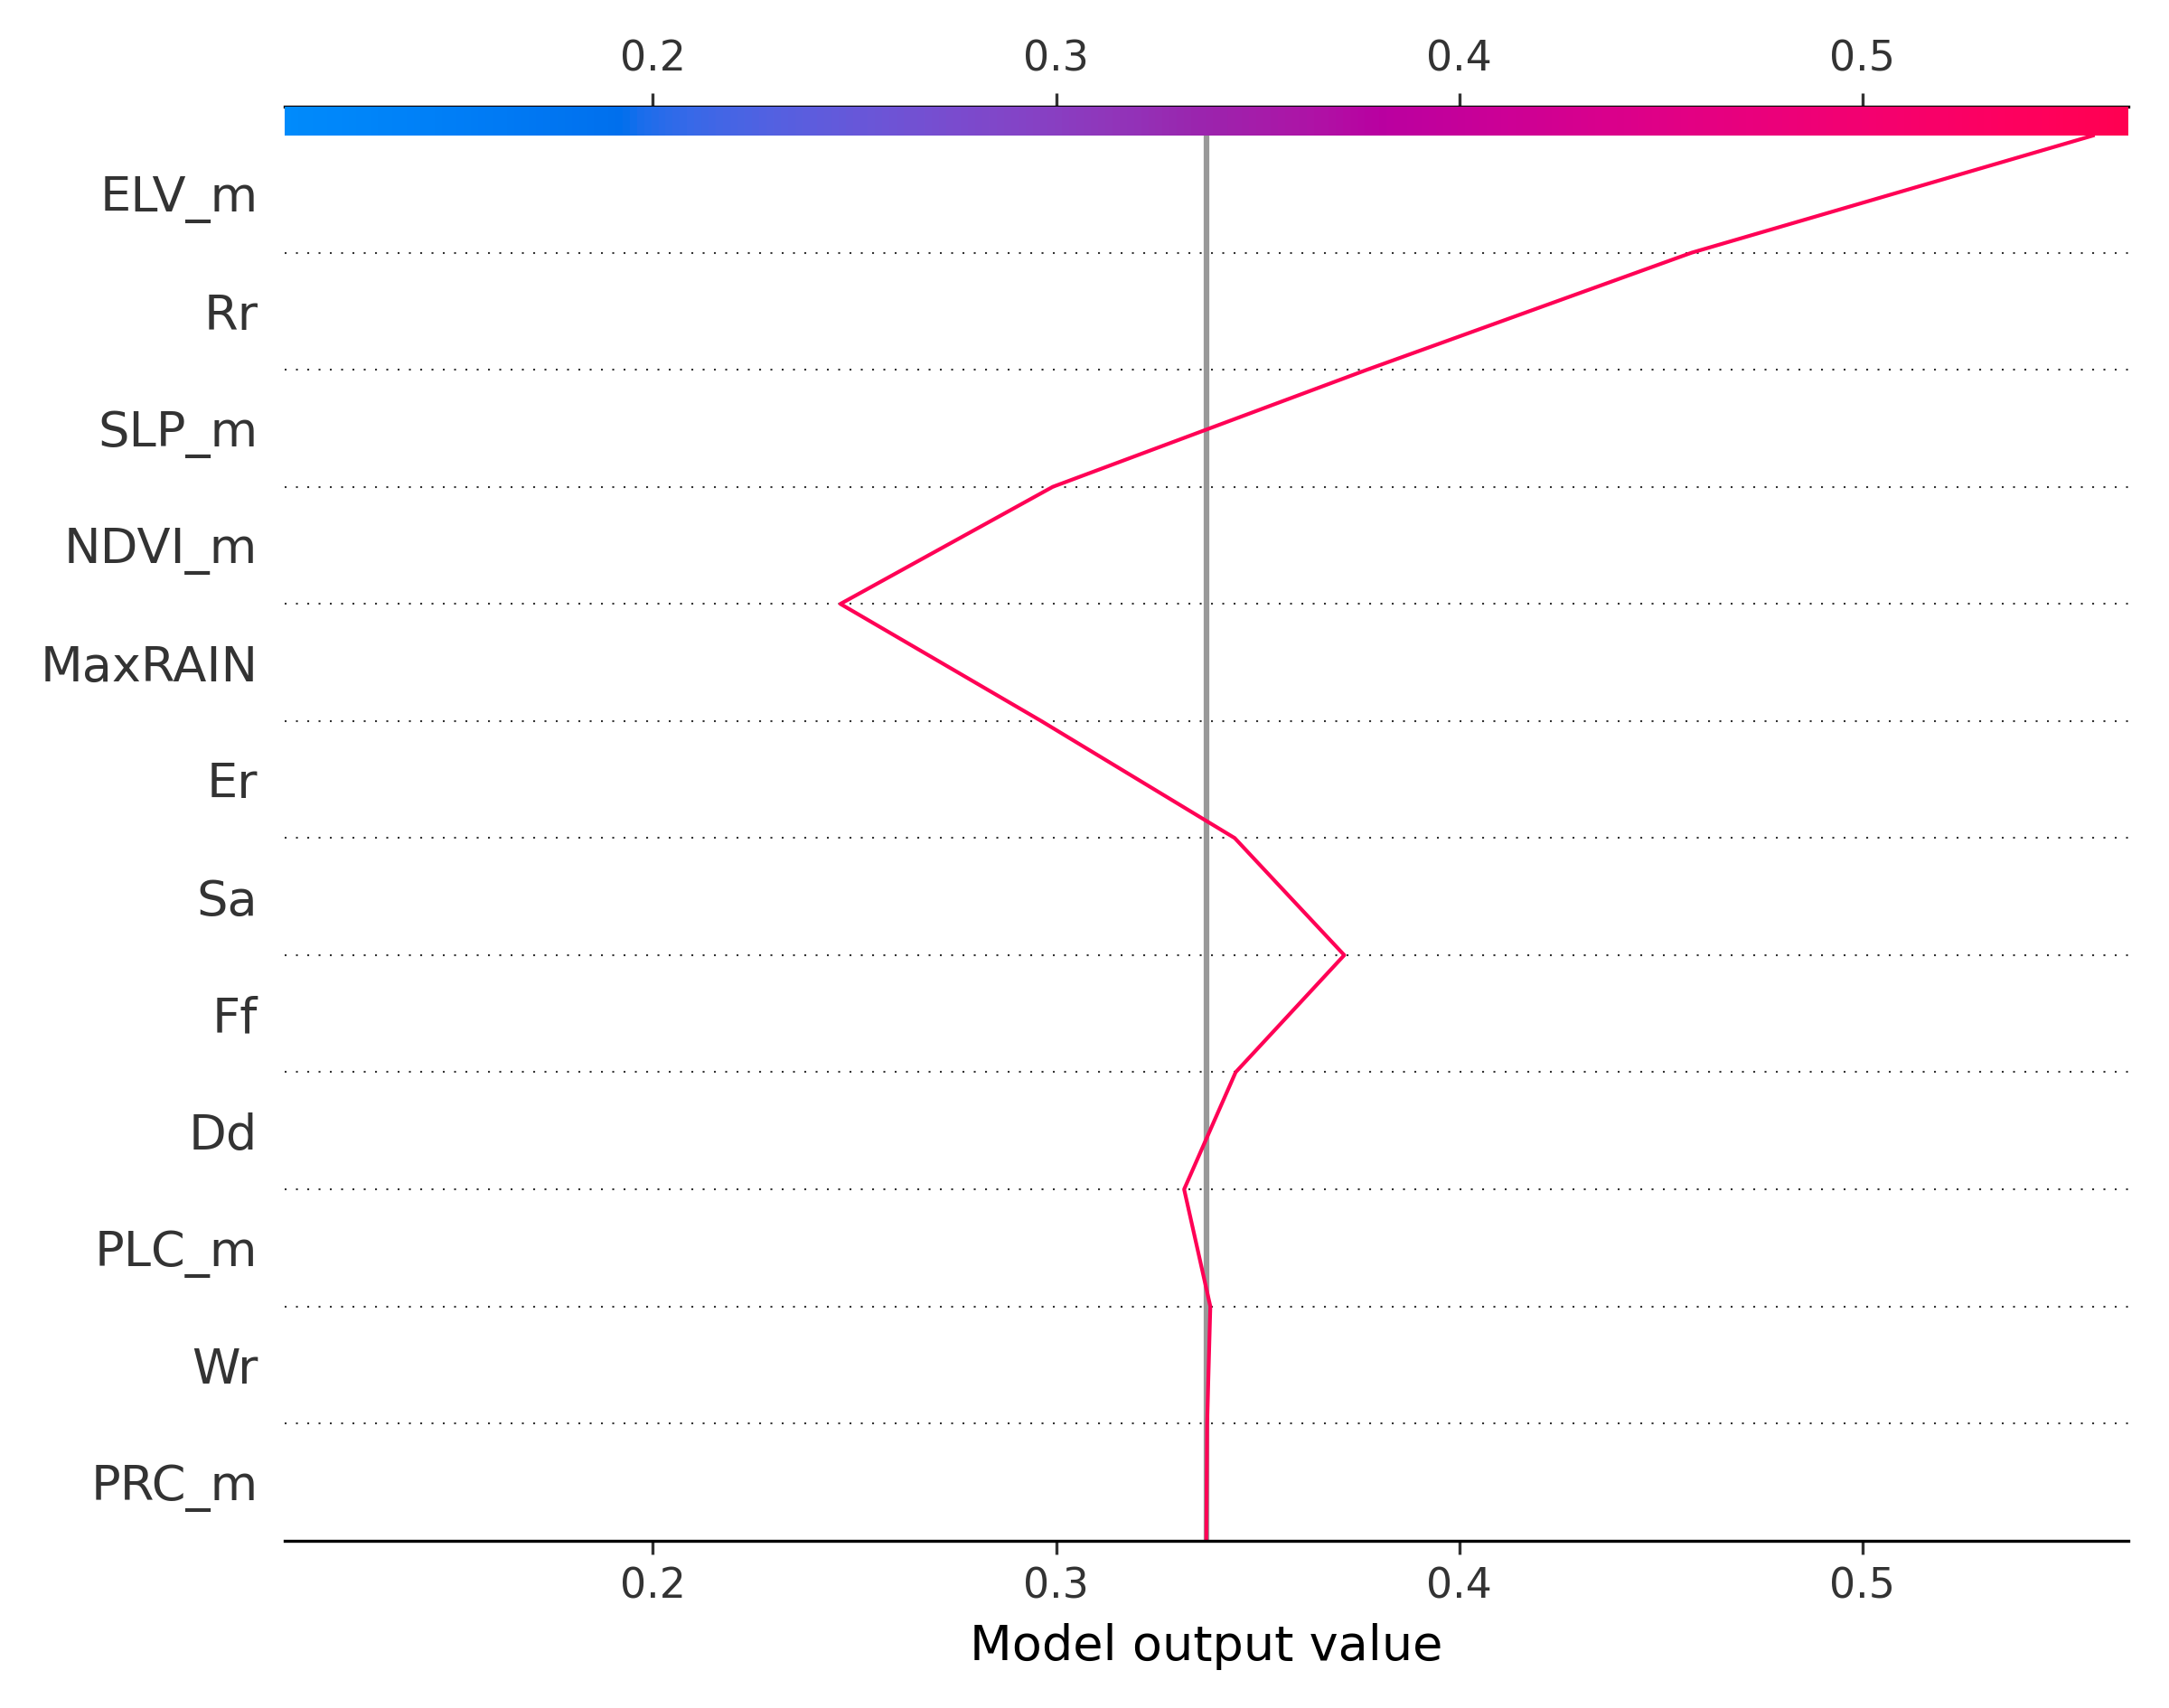 0.2 0.3 0.4 0.5
ELV_m
Rr
SLP_m
NDVI_m
MaxRAIN
Er
Sa
Ff
Dd
PLC_m
Wr
PRC_m
0.2 0.3 0.4 0.5
Model output value